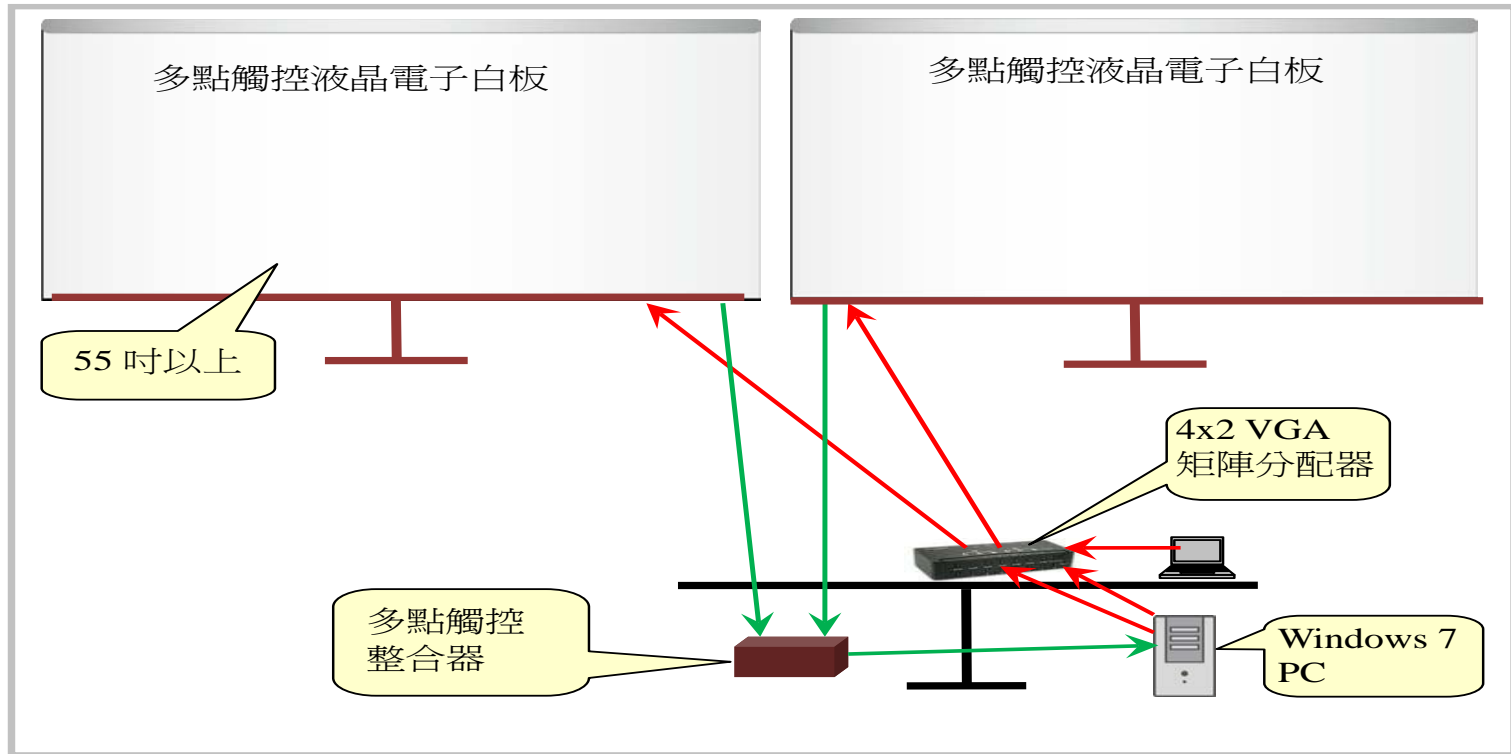 多點觸控液晶電子白板
多點觸控液晶電子白板
55 吋以上
4x2 VGA
矩陣分配器
多點觸控
整合器
Windows 7
PC